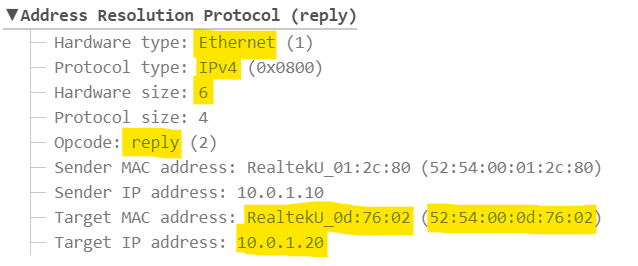 ▼Address Resolution Protocol (reply)
Hardware type: Ethernet (1)
Protocol type: IPv4 (0x0800)
Hardware size: 6
Protocol size: 4
Opcode: reply (2)
Sender MAC address: RealtekU_01:2c:80 (52:54:00:01:2c:80)
Sender IP address: 10.0.1.10
Target MAC address: RealtekU_0d:76:02 (52:54:00:0d:76:02)
Target IP address: 10.0.1.20